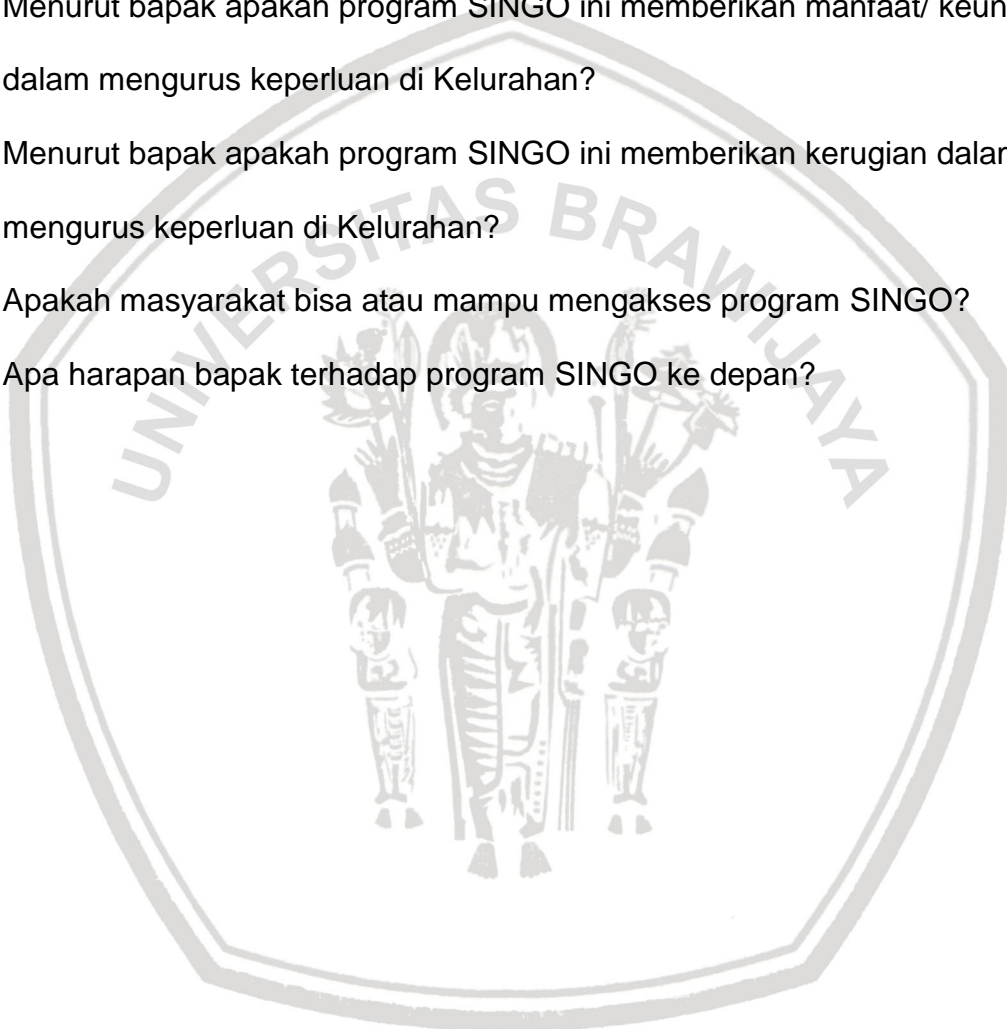 Menurut bapak apakah program SINGO ini memberikan manfaat/ keun
dalam mengurus keperluan di Kelurahan?
Menurut bapak apakah program SINGO ini memberikan kerugian dalam
mengurus keperluan di Kelurahan?
Apakah masyarakat bisa atau mampu mengakses program SINGO?
Apa harapan bapak terhadap program SINGO ke depan?
UNIVERSITAS BRAWIJAYA